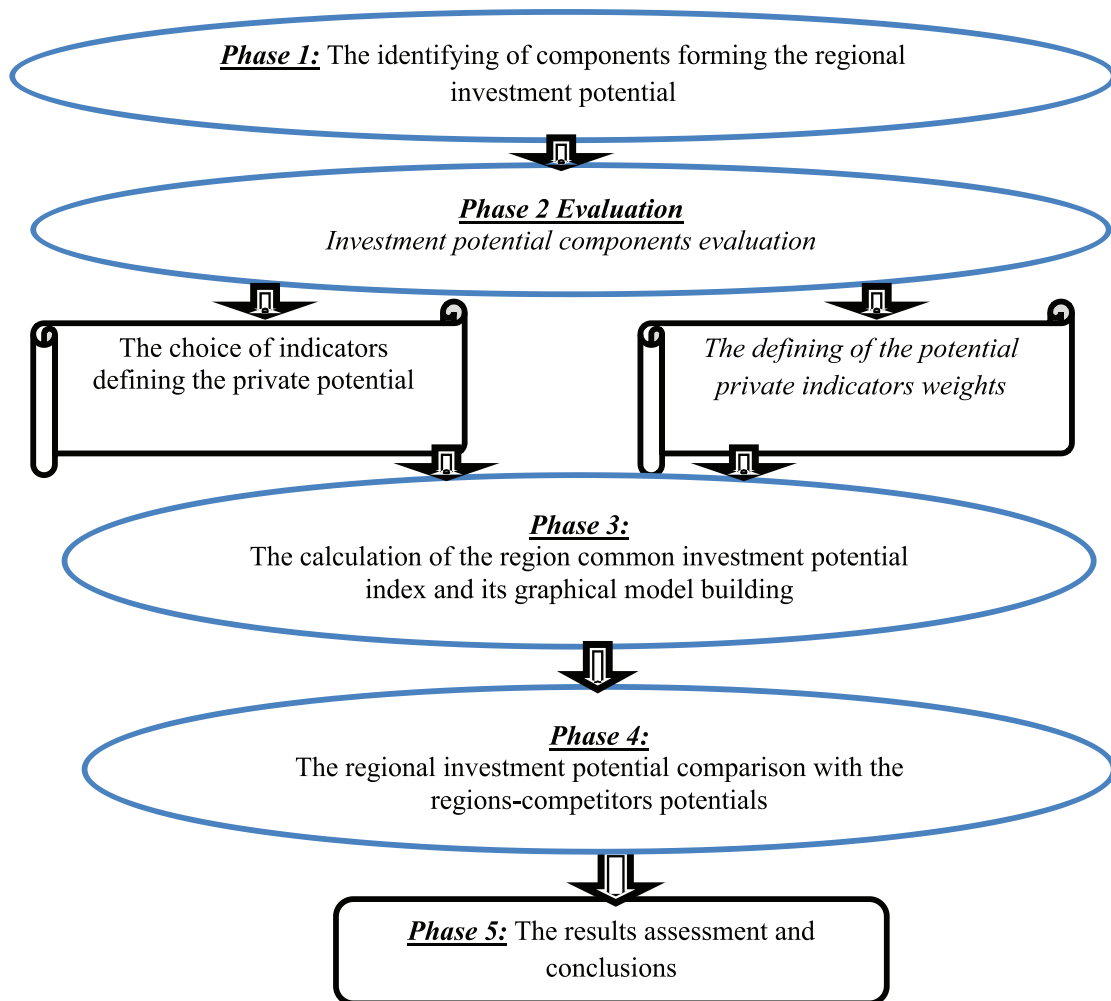 Phase 1: The identifying of components forming the regional
investment potential
Phase 2 Evaluation
Investment potential components evaluation
The choice of indicators
defining the private potential
The defining of the potential
private indicators weights
Phase 3:
The calculation of the region common investment potential
index and its graphical model building
Phase 4:
The regional investment potential comparison with the
regions-competitors potentials
Phase 5: The results assessment and
conclusions